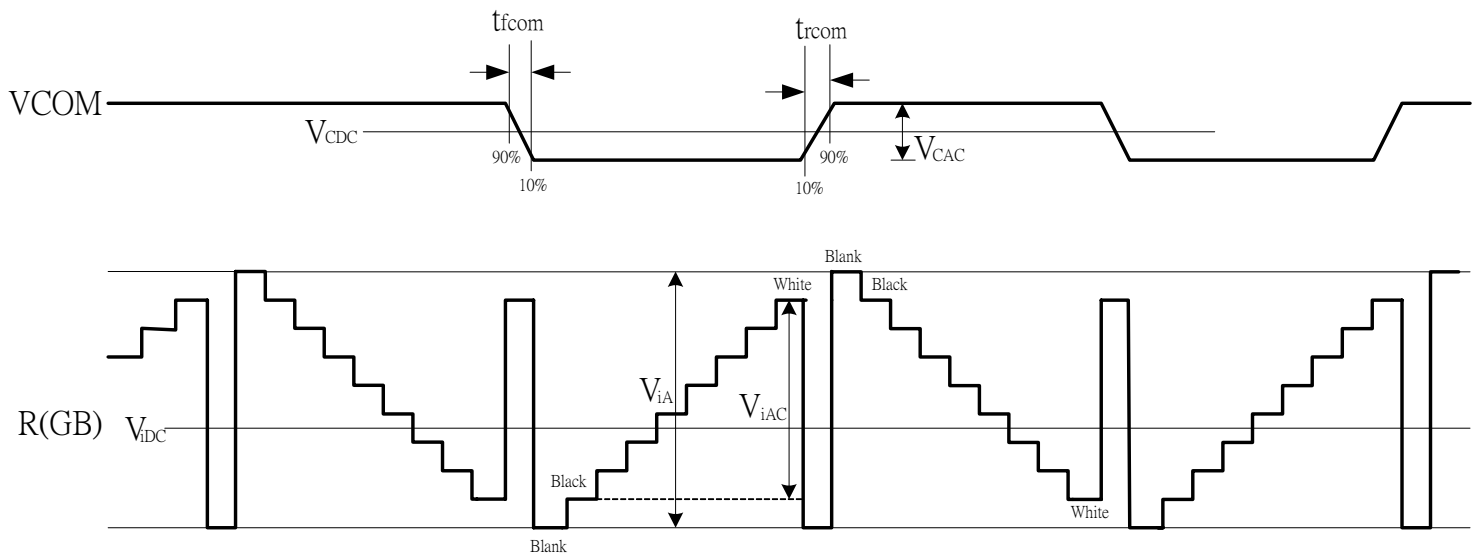 tfcom
trcom
VCOM
VCDC
90%
10%
10%
90%
VCAC
Blank
White
Black
ViA
ViAC
R(GB)
ViDC
Black
White
Blank